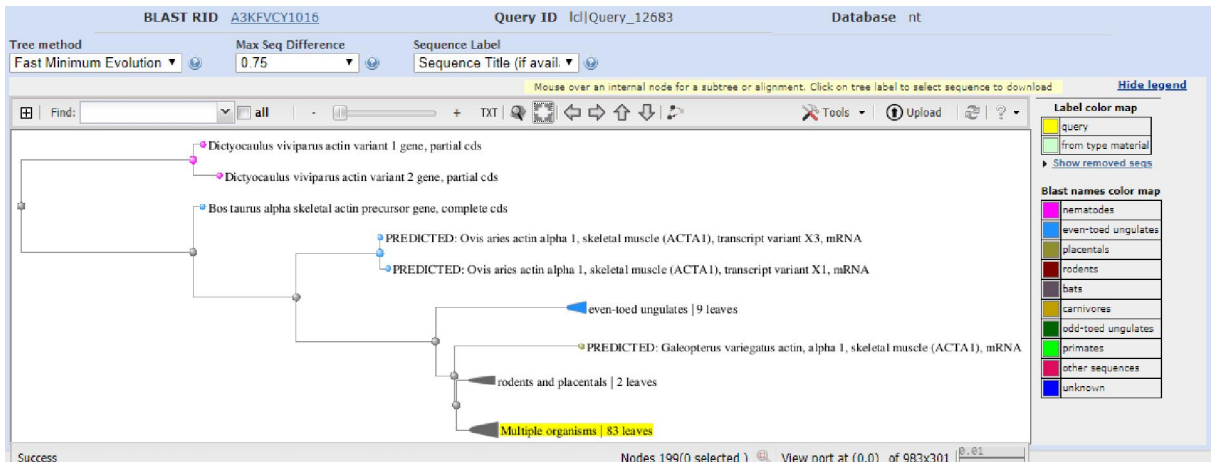 BLAST RID A3KFVCY1016 Query ID lcl|Query_12683 Database nt
Tree method Max Seq Difference Sequence Label
Fast Minimum Evolution ▼ 0.75 ▼ Sequence Title (if avail. ▼
Mouse over an internal node for a subtree or alignment. Click on tree label to select sequence to download Hide legend
Find: all - + TXT Tools Upload ?
Label color map
query
from type material
Show removed seqs
Blast names color map
nematodes
even-toed ungulates
placentals
rodents
bats
carnivores
odd-toed ungulates
primates
other sequences
unknown
Dictyocaulus viviparus actin variant 1 gene, partial cds
Dictyocaulus viviparus actin variant 2 gene, partial cds
Bos taurus alpha skeletal actin precursor gene, complete cds
PREDICTED: Ovis aries actin alpha 1, skeletal muscle (ACTA1), transcript variant X3, mRNA
PREDICTED: Ovis aries actin alpha 1, skeletal muscle (ACTA1), transcript variant X1, mRNA
even-toed ungulates | 9 leaves
PREDICTED: Galeopterus variegatus actin, alpha 1, skeletal muscle (ACTA1), mRNA
rodents and placentals | 2 leaves
Multiple organisms | 83 leaves
Success Nodes 199(0 selected ) View port at (0,0) of 983x301 0.01